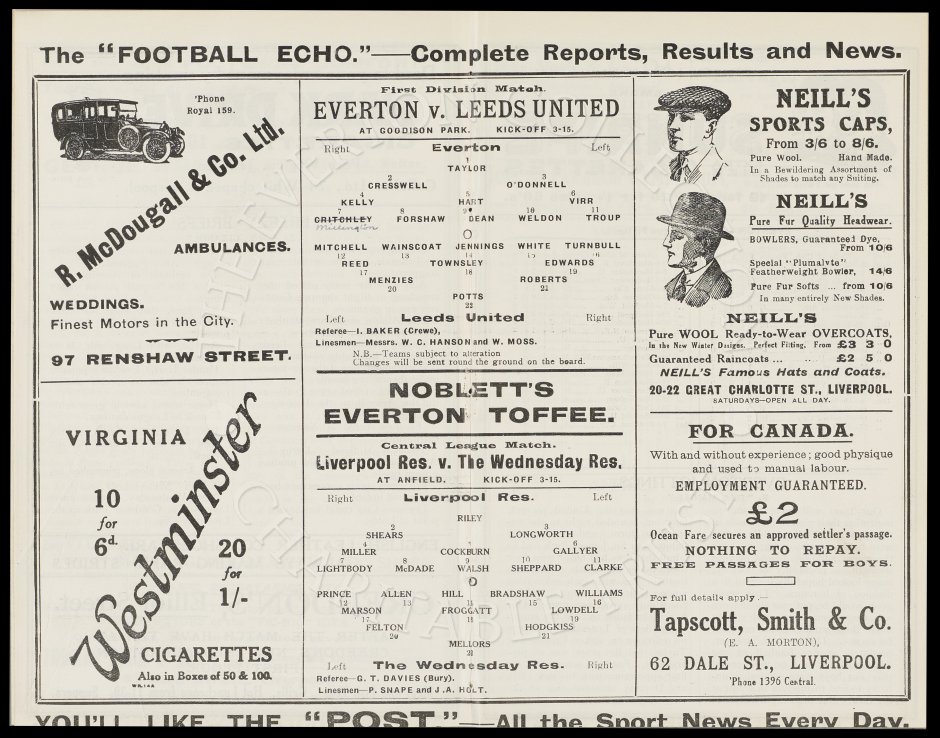 The "FOOTBALL ECHO."—Complete Reports, Results and News.
'Phone
Royal 159.
R. McDougall & Co. Ltd.
AMBULANCES.
WEDDINGS.
Finest Motors in the City.
97 RENSHAW STREET.
VIRGINIA
10
for
6d.
Westminster
20
for
1/-
CIGARETTES
Also in Boxes of 50 & 100.
First Division Match.
EVERTON v. LEEDS UNITED
AT GOODISON PARK. KICK-OFF 3-15.
Right Everton Left
1
TAYLOR
2 3
CRESWELL O'DONNELL
4 5 6
KELLY HART VIRR
7 8 9 10 11
CRITCHLEY FORSHAW DEAN WELDON TROUP
Millington
O
MITCHELL WAINSCOAT JENNINGS WHITE TURNBULL
12 13 14 15 16
REED TOWNSLEY EDWARDS
17 18 19
MENZIES ROBERTS
20 21
POTTS
22
Left Leeds United Right
Referee—I. BAKER (Crewe),
Linesmen—Messrs. W. C. HANSON and W. MOSS.
N.B.—Teams subject to alteration
Changes will be sent round the ground on the board.
NOBLETT'S
EVERTON TOFFEE.
Central League Match.
Liverpool Res. v. The Wednesday Res.
AT ANFIELD. KICK-OFF 3-15.
Right Liverpool Res. Left
RILEY
2 3
SHEARS LONGWORTH
4 6
MILLER COCKBURN GALLYER
7 8 9 10 11
LIGHTBODY McDADE WALSH SHEPPARD CLARKE
O
PRINCE ALLEN HILL BRADSHAW WILLIAMS
12 13 14 15 16
MARSON FROGGATT LOWDELL
17 18 19
FELTON HODGKISS
20 21
MELLORS
22
Left The Wednesday Res. Right
Referee—G. T. DAVIES (Bury).
Linesmen—P. SNAPE and J. A. HOLT.
NEILL'S
SPORTS CAPS,
From 3/6 to 8/6.
Pure Wool. Hand Made.
In a Bewildering Assortment of
Shades to match any Suiting.
NEILL'S
Pure Fur Quality Headwear.
BOWLERS, Guaranteed Dye,
From 10/6
Special "Plumalyte"
Featherweight Bowler, 14/6
Pure Fur Softs ... from 10/6
In many entirely New Shades.
NEILL'S
Pure WOOL Ready-to-Wear OVERCOATS,
In the New Winter Designs. Perfect Fitting. From £3 3 0
Guaranteed Raincoats ... .. £2 5 0
NEILL'S Famous Hats and Coats.
20-22 GREAT CHARLOTTE ST., LIVERPOOL.
SATURDAYS—OPEN ALL DAY.
FOR CANADA.
With and without experience; good physique
and used to manual labour.
EMPLOYMENT GUARANTEED.
£2
Ocean Fare secures an approved settler's passage.
NOTHING TO REPAY.
FREE PASSAGES FOR BOYS.
For full details apply—
Tapscott, Smith & Co.
(E. A. MORTON),
62 DALE ST., LIVERPOOL.
'Phone 1396 Central.
YOU'LL LIKE THE "POST"—All the Sport News Every Day.